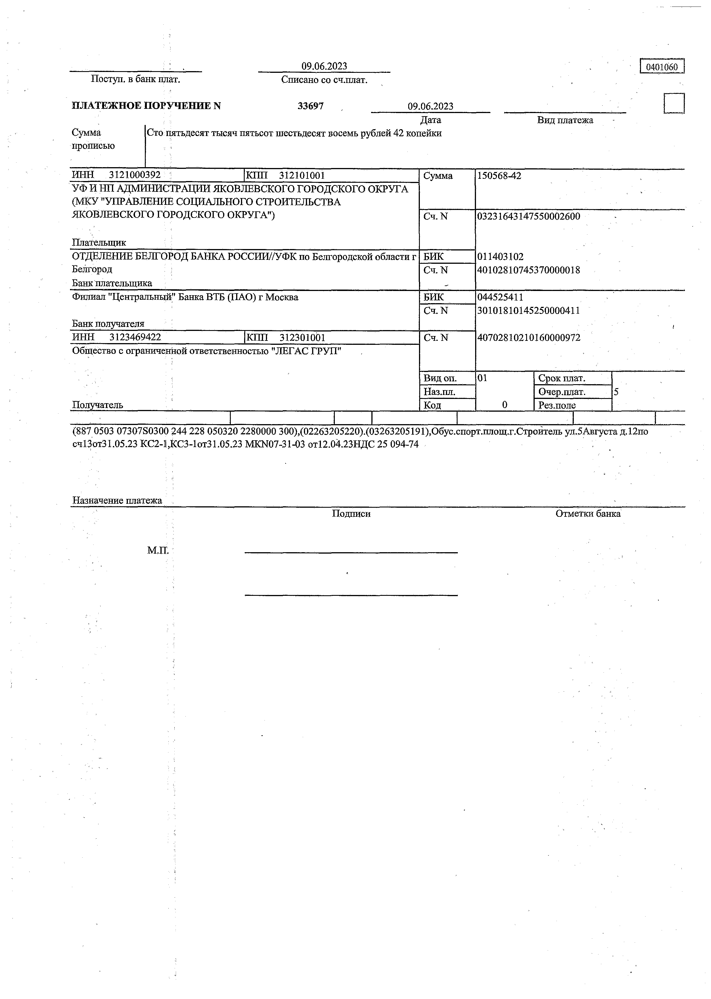 09.06.2023
0401060
Поступ. в банк плат.
Списано со сч.плат.
ПЛАТЕЖНОЕ ПОРУЧЕНИЕ N 33697 09.06.2023
Дата Вид платежа
Сумма прописью
Сто пятьдесят тысяч пятьсот шестьдесят восемь рублей 42 копейки
ИНН 3121000392 КПП 312101001 Сумма 150568-42
УФ И НП АДМИНИСТРАЦИИ ЯКОВЛЕВСКОГО ГОРОДСКОГО ОКРУГА
(МКУ "УПРАВЛЕНИЕ СОЦИАЛЬНОГО СТРОИТЕЛЬСТВА
ЯКОВЛЕВСКОГО ГОРОДСКОГО ОКРУГА")
Сч. N 03231643147550002600
Плательщик
ОТДЕЛЕНИЕ БЕЛГОРОД БАНКА РОССИИ//УФК по Белгородской области г
Белгород
БИК 011403102
Сч. N 40102810745370000018
Банк плательщика
Филиал "Центральный" Банка ВТБ (ПАО) г Москва
БИК 044525411
Сч. N 30101810145250000411
Банк получателя
ИНН 3123469422 КПП 312301001 Сч. N 40702810210160000972
Общество с ограниченной ответственностью "ЛЕГАС ГРУП"
Вид оп. 01 Срок плат.
Наз.пл. Очер.плат. 5
Получатель Код 0 Рез.поле
(887 0503 07307S0300 244 228 050320 2280000 300),(02263205220).(03263205191),Обус.спорт.площ.г.Строитель ул.5Августа д.12по
сч13от31.05.23 КС2-1,КС3-1от31.05.23 МКN07-31-03 от12.04.23НДС 25 094-74
Назначение платежа
Подписи Отметки банка
М.П.